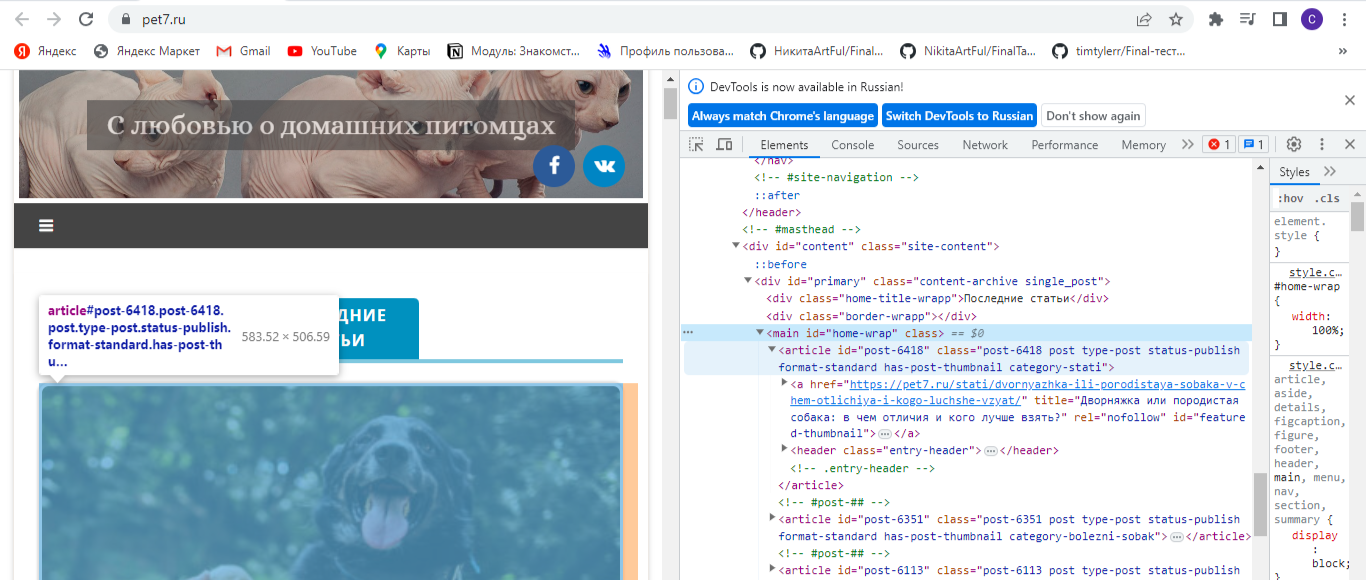 pet7.ru
C
Яндекс
Яндекс Маркет
Gmail
YouTube
Карты
Модуль: Знакомст...
Профиль пользова...
НикитаArtFul/Final...
NikitaArtFul/FinalTa...
timtylerr/Final-тест...
»
С любовью о домашних питомцах
article#post-6418.post-6418.
post.type-post.status-publish.
format-standard.has-post-th
u...
583.52 × 506.59
ДНИЕ
ЬИ
DevTools is now available in Russian!
Always match Chrome's language
Switch DevTools to Russian
Don't show again
Elements
Console
Sources
Network
Performance
Memory
1
1
</nav>
<!-- #site-navigation -->
::after
</header>
<!-- #masthead -->
<div id="content" class="site-content">
::before
<div id="primary" class="content-archive single_post">
<div class="home-title-wrapp">Последние статьи</div>
<div class="border-wrapp"></div>
<main id="home-wrap" class> == $0
<article id="post-6418" class="post-6418 post type-post status-publish
format-standard has-post-thumbnail category-stati">
<a href="https://pet7.ru/stati/dvornyazhka-ili-porodistaya-sobaka-v-c
hem-otlichiya-i-kogo-luchshe-vzyat/" title="Дворняжка или породистая
собака: в чем отличия и кого лучше взять?" rel="nofollow" id="feature
d-thumbnail">…</a>
<header class="entry-header">…</header>
<!-- .entry-header -->
</article>
<!-- #post-## -->
<article id="post-6351" class="post-6351 post type-post status-publish
format-standard has-post-thumbnail category-bolezni-sobak">…</article>
<!-- #post-## -->
<article id="post-6113" class="post-6113 post type-post status-publish
Styles
:hov .cls
element.
style {
}
style.c…
#home-wrap
{
width:
100%;
}
style.c…
article,
aside,
details,
figcaption,
figure,
footer,
header,
main, menu,
nav,
section,
summary {
display
:
block;
}